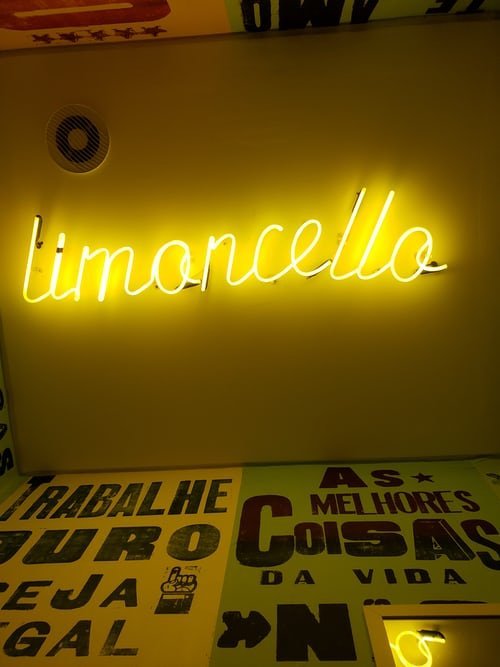 limoncello
TRABALHE
DURO
SEJA
LEGAL
AS
MELHORES
COISAS
DA VIDA